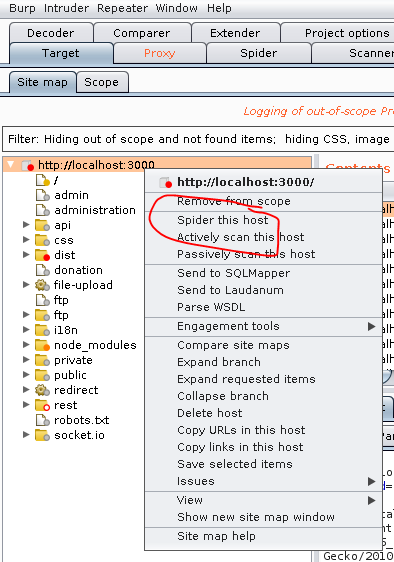 Burp Intruder Repeater Window Help
Decoder Comparer Extender Project options
Target Proxy Spider Scanner
Site map Scope
Logging of out-of-scope
Filter: Hiding out of scope and not found items; hiding CSS, image
http://localhost:3000
Contents
/
http://localhost:3000/
admin
Remove from scope
administration
Spider this host
api
css
Actively scan this host
dist
Passively scan this host
donation
file-upload
Send to SQLMapper
ftp
Send to Laudanum
ftp
Parse WSDL
i18n
Engagement tools
node_modules
Compare site maps
private
Expand branch
public
Expand requested items
redirect
Collapse branch
rest
Delete host
robots.txt
Copy URLs in this host
socket.io
Copy links in this host
Save selected items
Issues
View
Show new site map window
Site map help
Gecko/2010